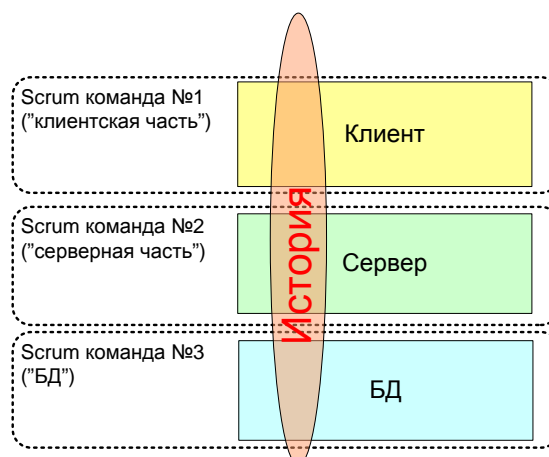 Scrum команда №1
("клиентская часть")
Клиент
Scrum команда №2
("серверная часть")
Сервер
История
Scrum команда №3
("БД")
БД